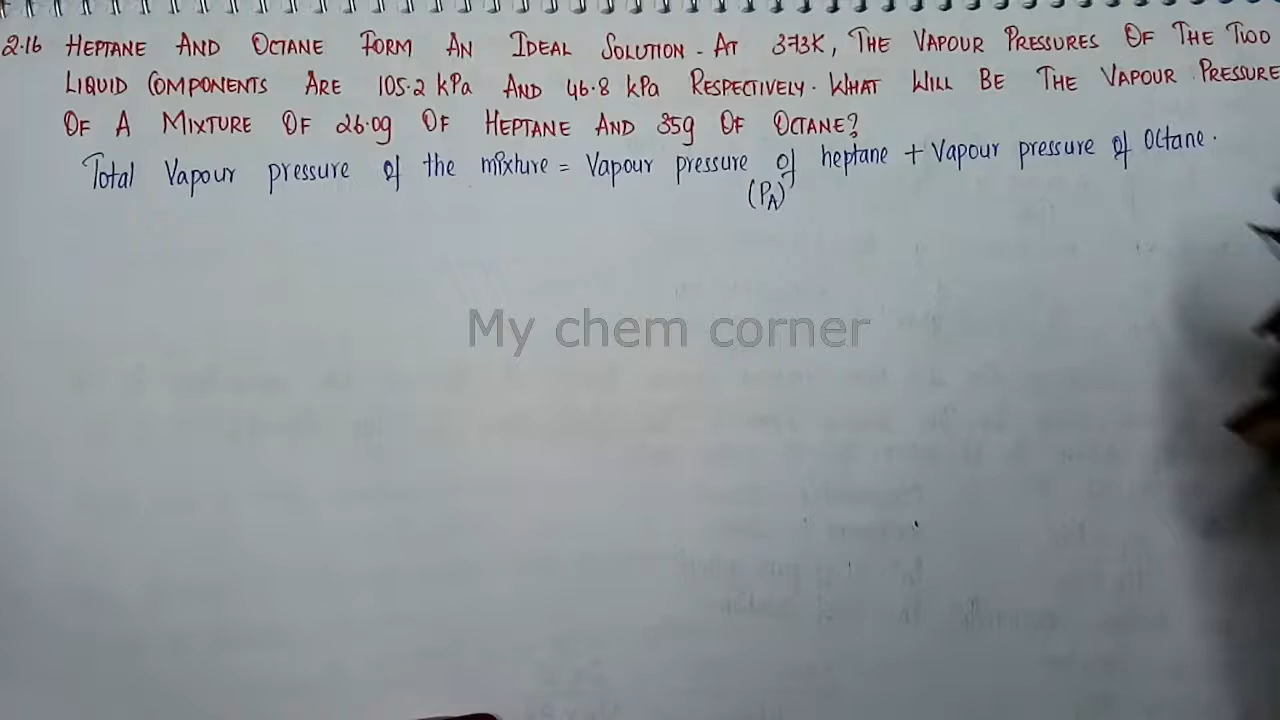 2.16 HEPTANE AND OCTANE FORM AN IDEAL SOLUTION. AT 373K, THE VAPOUR PRESSURES OF THE TWO
LIQUID COMPONENTS ARE 105.2 kPa AND 46.8 kPa RESPECTIVELY. WHAT WILL BE THE VAPOUR PRESSURE
OF A MIXTURE OF 26.0g OF HEPTANE AND 35g OF OCTANE?
Total Vapour pressure of the mixture = Vapour pressure of heptane + Vapour pressure of Octane.
(PA)
My chem corner